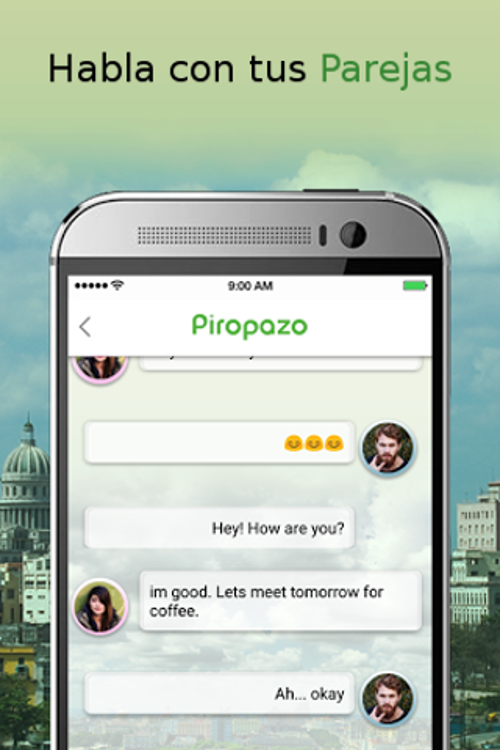 Habla con tus Parejas
9:00 AM
Piropazo
Hey! How are you?
im good. Lets meet tomorrow for
coffee.
Ah... okay